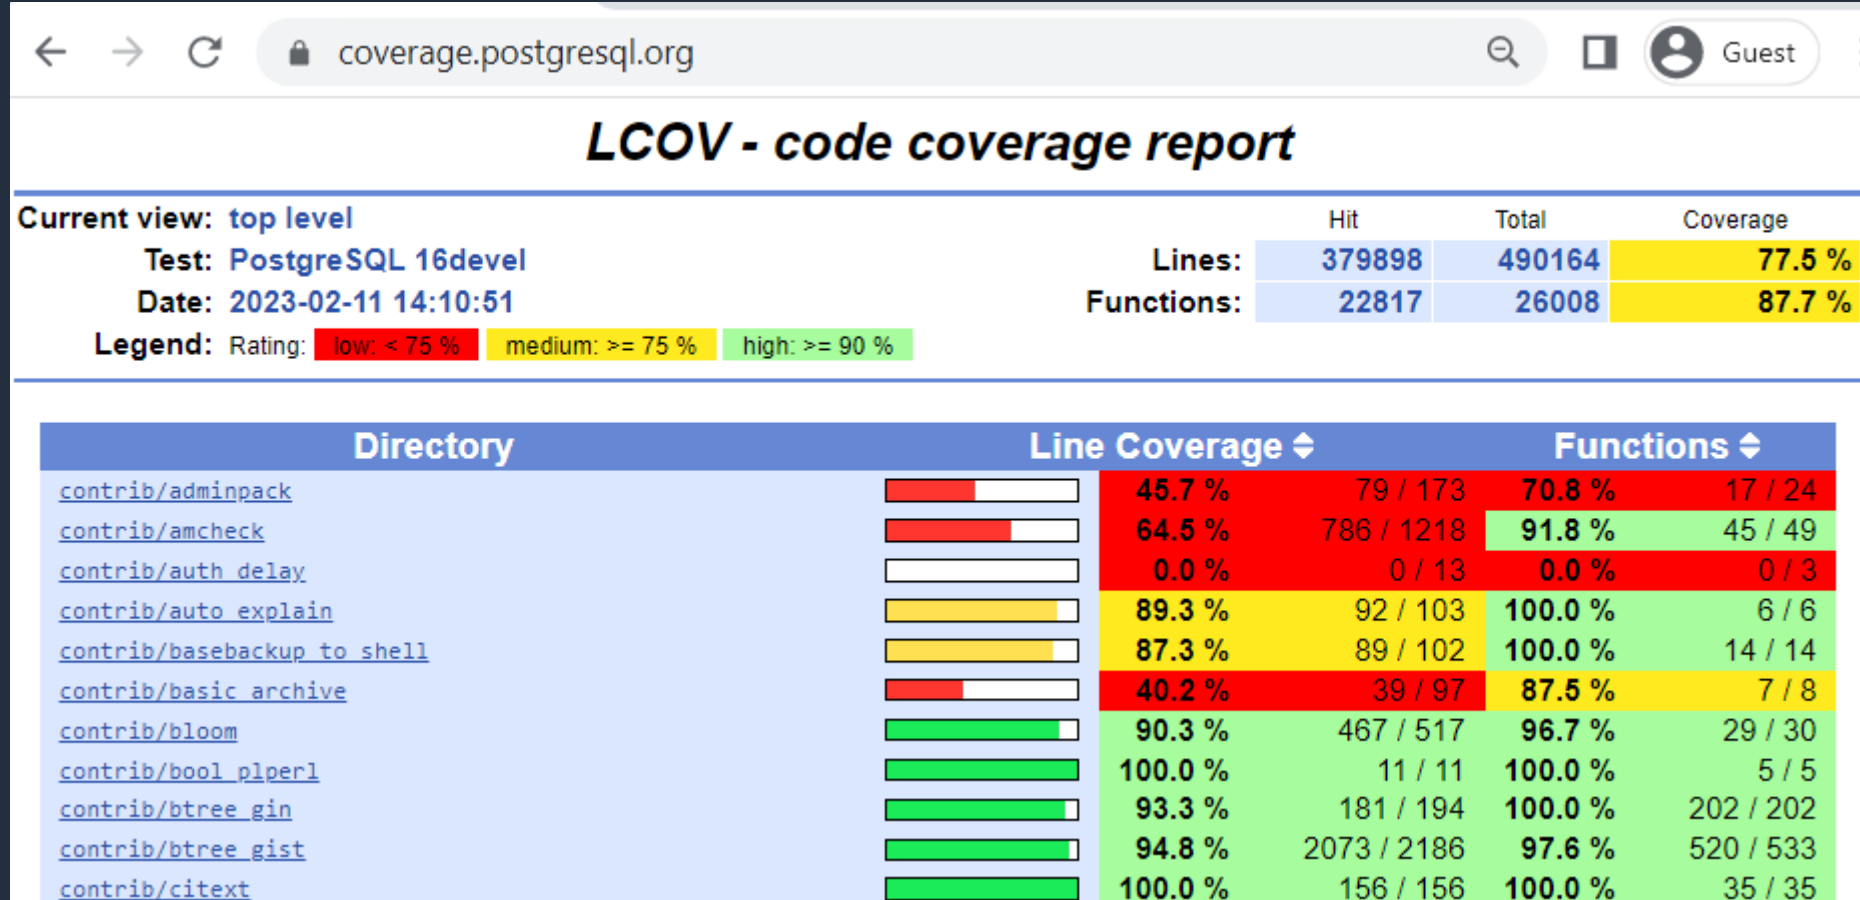 coverage.postgresql.org Guest
LCOV - code coverage report
Current view: top level Hit Total Coverage
Test: PostgreSQL 16devel Lines: 379898 490164 77.5 %
Date: 2023-02-11 14:10:51 Functions: 22817 26008 87.7 %
Legend: Rating: low: < 75 % medium: >= 75 % high: >= 90 %
Directory Line Coverage Functions
contrib/adminpack 45.7 % 79 / 173 70.8 % 17 / 24
contrib/amcheck 64.5 % 786 / 1218 91.8 % 45 / 49
contrib/auth_delay 0.0 % 0 / 13 0.0 % 0 / 3
contrib/auto_explain 89.3 % 92 / 103 100.0 % 6 / 6
contrib/basebackup_to_shell 87.3 % 89 / 102 100.0 % 14 / 14
contrib/basic_archive 40.2 % 39 / 97 87.5 % 7 / 8
contrib/bloom 90.3 % 467 / 517 96.7 % 29 / 30
contrib/bool_plperl 100.0 % 11 / 11 100.0 % 5 / 5
contrib/btree_gin 93.3 % 181 / 194 100.0 % 202 / 202
contrib/btree_gist 94.8 % 2073 / 2186 97.6 % 520 / 533
contrib/citext 100.0 % 156 / 156 100.0 % 35 / 35